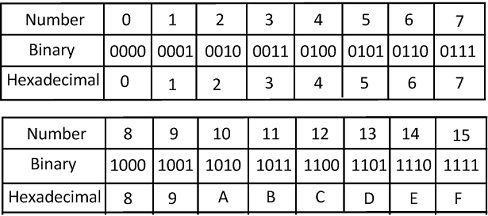 Number 0 1 2 3 4 5 6 7
Binary 0000 0001 0010 0011 0100 0101 0110 0111
Hexadecimal 0 1 2 3 4 5 6 7
Number 8 9 10 11 12 13 14 15
Binary 1000 1001 1010 1011 1100 1101 1110 1111
Hexadecimal 8 9 A B C D E F